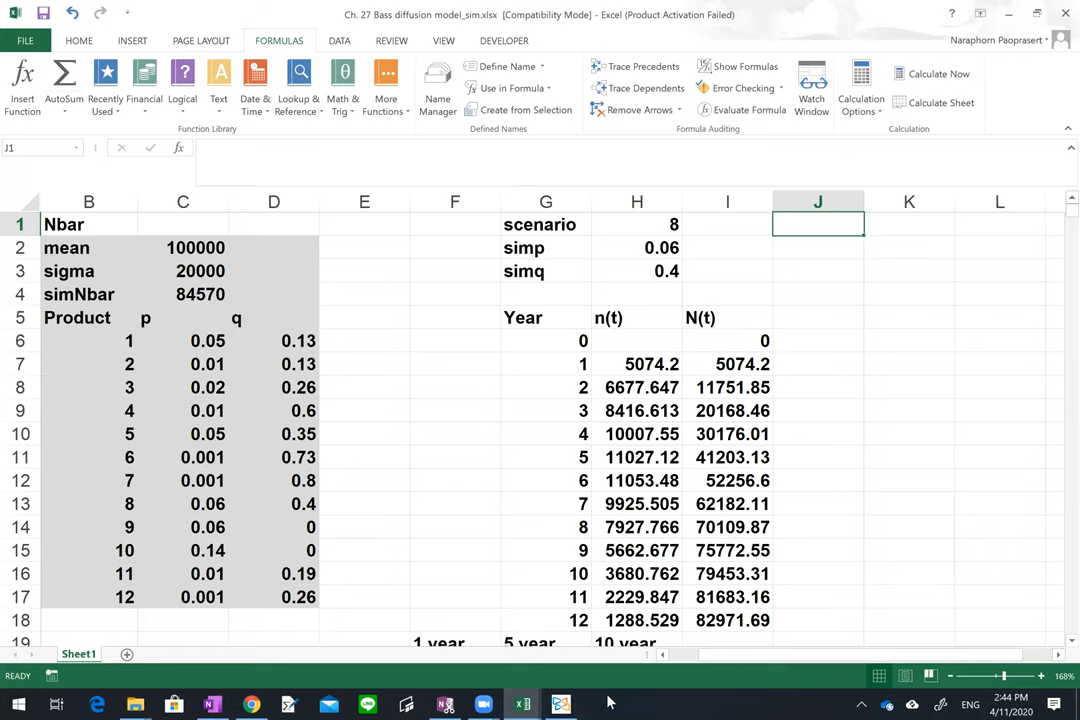 Ch. 27 Bass diffusion model_sim.xlsx [Compatibility Mode] - Excel (Product Activation Failed)
FILE HOME INSERT PAGE LAYOUT FORMULAS DATA REVIEW VIEW DEVELOPER Naraphorn Paoprasert
Insert Function AutoSum Recently Used Financial Logical Text Date & Time Lookup & Reference Math & Trig More Functions
Function Library
Name Manager
Define Name
Use in Formula
Create from Selection
Defined Names
Trace Precedents Show Formulas
Trace Dependents Error Checking
Remove Arrows Evaluate Formula
Watch Window
Formula Auditing
Calculation Options
Calculate Now
Calculate Sheet
Calculation
J1 fx
B C D E F G H I J K L
1 Nbar scenario 8
2 mean 100000 simp 0.06
3 sigma 20000 simq 0.4
4 simNbar 84570
5 Product p q Year n(t) N(t)
6 1 0.05 0.13 0 0
7 2 0.01 0.13 1 5074.2 5074.2
8 3 0.02 0.26 2 6677.647 11751.85
9 4 0.01 0.6 3 8416.613 20168.46
10 5 0.05 0.35 4 10007.55 30176.01
11 6 0.001 0.73 5 11027.12 41203.13
12 7 0.001 0.8 6 11053.48 52256.6
13 8 0.06 0.4 7 9925.505 62182.11
14 9 0.06 0 8 7927.766 70109.87
15 10 0.14 0 9 5662.677 75772.55
16 11 0.01 0.19 10 3680.762 79453.31
17 12 0.001 0.26 11 2229.847 81683.16
18 12 1288.529 82971.69
19 1 year 5 year 10 year
Sheet1
READY 168%
ENG 2:44 PM
4/11/2020